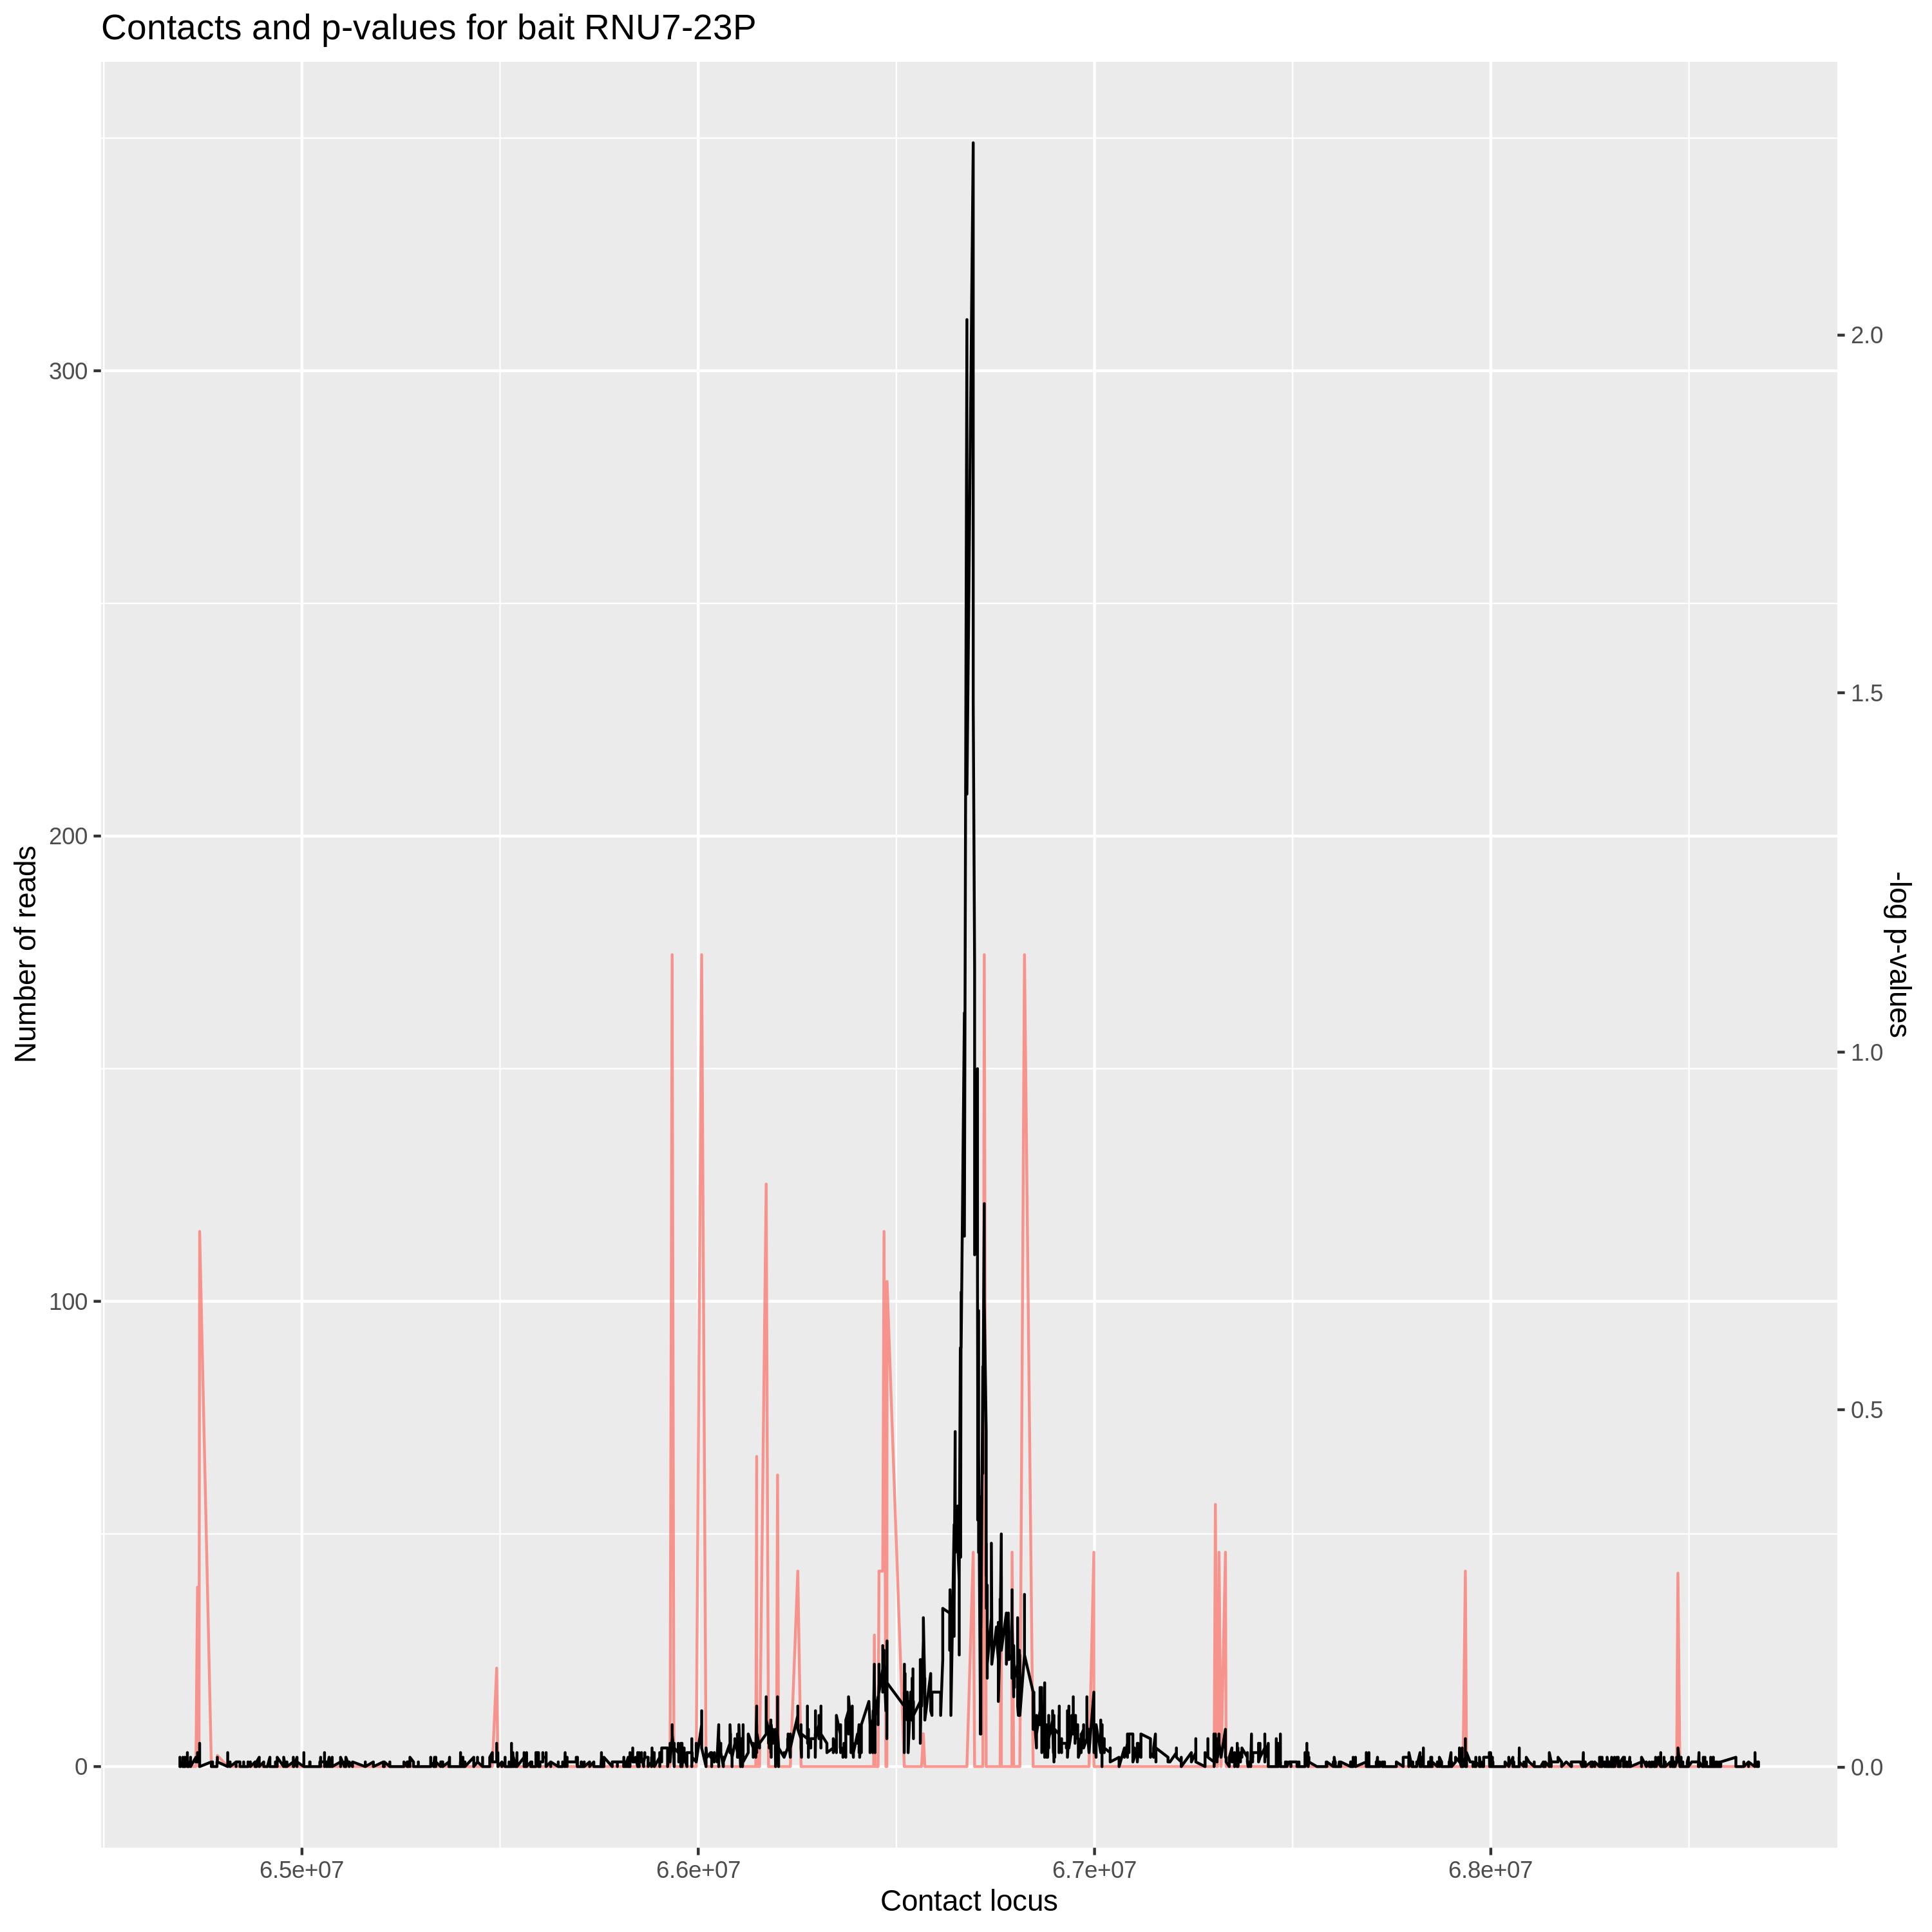 Contacts and p-values for bait RNU7-23P
300
200
100
0
Number of reads
2.0
1.5
1.0
0.5
0.0
-log p-values
6.5e+07
6.6e+07
6.7e+07
6.8e+07
Contact locus